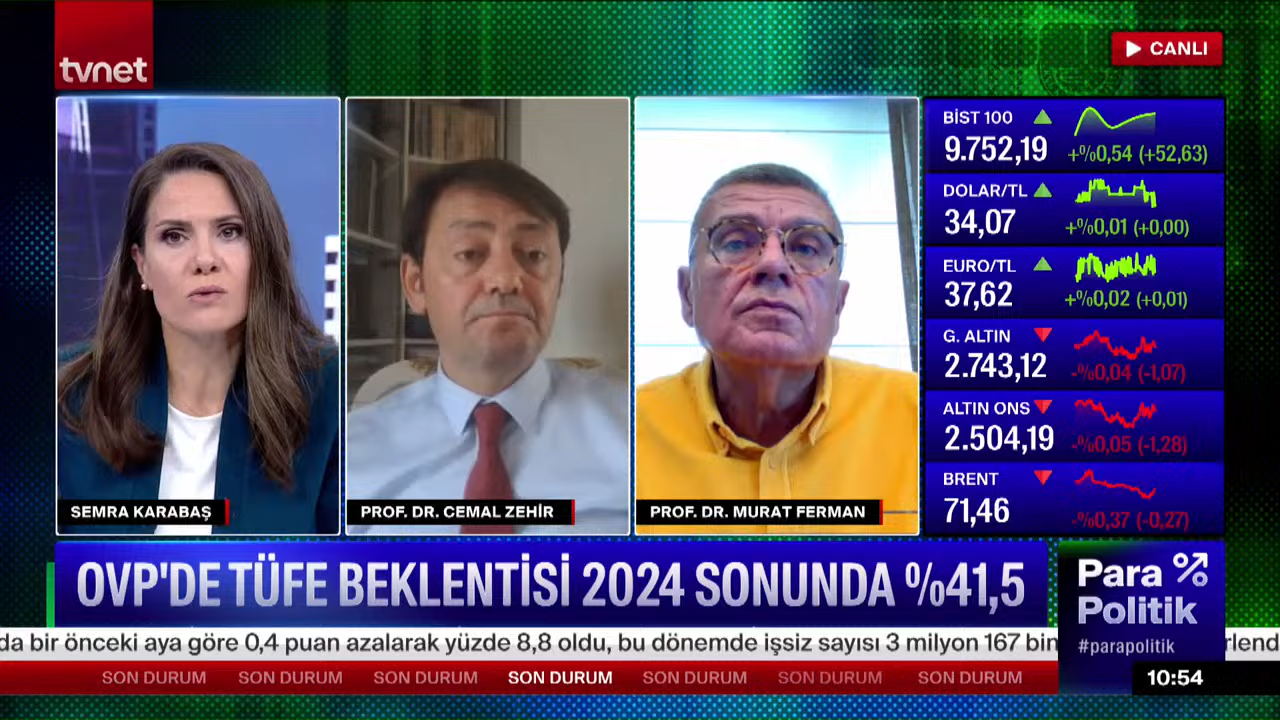 tvnet
CANLI
BİST 100
9.752,19
+%0,54 (+52,63)
DOLAR/TL
34,07
+%0,01 (+0,00)
EURO/TL
37,62
+%0,02 (+0,01)
G. ALTIN
2.743,12
-%0,04 (-1,07)
ALTIN ONS
2.504,19
-%0,05 (-1,28)
BRENT
71,46
-%0,37 (-0,27)
SEMRA KARABAŞ
PROF. DR. CEMAL ZEHİR
PROF. DR. MURAT FERMAN
OVP'DE TÜFE BEKLENTİSİ 2024 SONUNDA %41,5
Para %
Politik
#parapolitik
da bir önceki aya göre 0,4 puan azalarak yüzde 8,8 oldu, bu dönemde işsiz sayısı 3 milyon 167 bin
SON DURUM SON DURUM SON DURUM SON DURUM SON DURUM SON DURUM SON DURUM
10:54